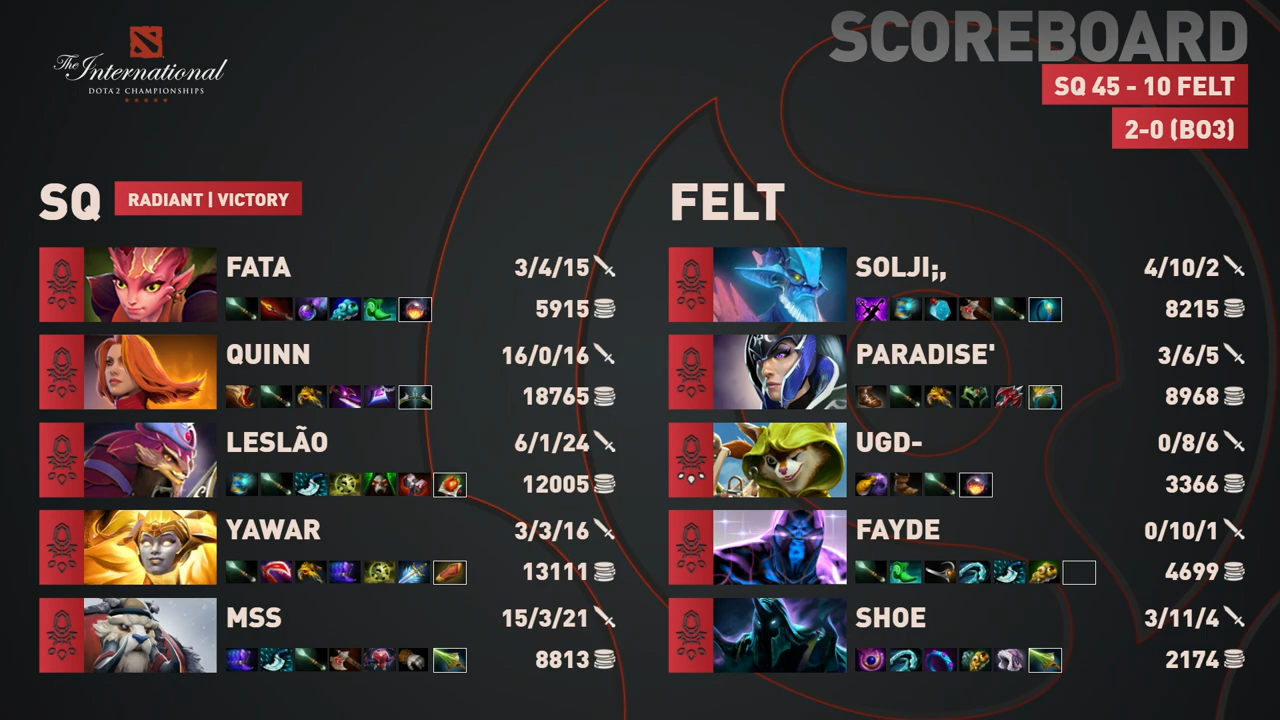 The International
DOTA 2 CHAMPIONSHIPS
SCOREBOARD
SQ 45 - 10 FELT
2-0 (BO3)
SQ
RADIANT | VICTORY
FATA 3/4/15
5915
QUINN 16/0/16
18765
LESLÃO 6/1/24
12005
YAWAR 3/3/16
13111
MSS 15/3/21
8813
FELT
SOLJI;, 4/10/2
8215
PARADISE' 3/6/5
8968
UGD- 0/8/6
3366
FAYDE 0/10/1
4699
SHOE 3/11/4
2174